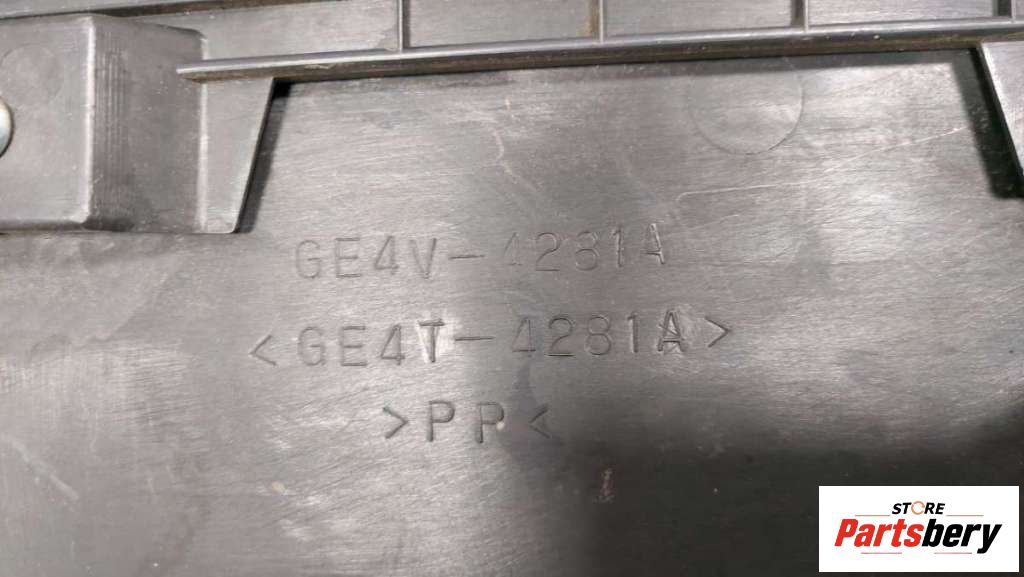 GE4V-4281A
<GE4T-4281A>
>PP<
STORE
Partsbery